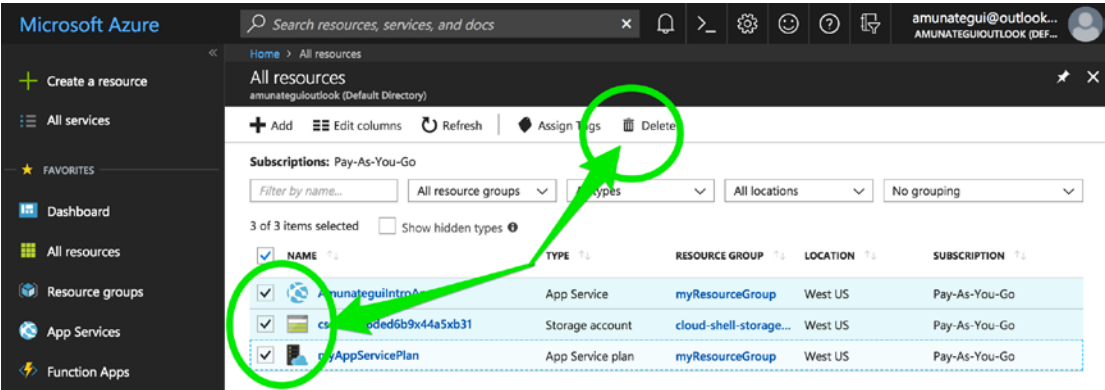 Microsoft Azure
Search resources, services, and docs
amunategui@outlook...
AMUNATEGUIOUTLOOK (DEF...
Home > All resources
All resources
amunateguioutlook (Default Directory)
Create a resource
All services
FAVORITES
Dashboard
All resources
Resource groups
App Services
Function Apps
Add Edit columns Refresh Assign Tags Delete
Subscriptions: Pay-As-You-Go
Filter by name... All resource groups types All locations No grouping
3 of 3 items selected Show hidden types
NAME TYPE RESOURCE GROUP LOCATION SUBSCRIPTION
App Service myResourceGroup West US Pay-As-You-Go
Storage account cloud-shell-storage... West US Pay-As-You-Go
myAppServicePlan App Service plan myResourceGroup West US Pay-As-You-Go